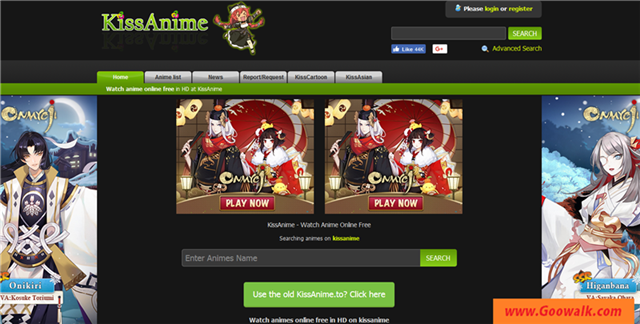 KissAnime
Please login or register
SEARCH
Like 44K
G+
Advanced Search
Home
Anime list
News
Report/Request
KissCartoon
KissAsian
Watch anime online free in HD at KissAnime
ONMYOJI
ONMYOJI
PLAY NOW
ONMYOJI
PLAY NOW
ONMYOJI
KissAnime - Watch Anime Online Free
Searching animes on kissanime
Enter Animes Name
SEARCH
Use the old KissAnime.to? Click here
Onikiri
VA:Kosuke Toriumi
Higanbana
VA:Sayaka Ohara
www.Goowalk.com
Watch animes online free in HD on kissanime